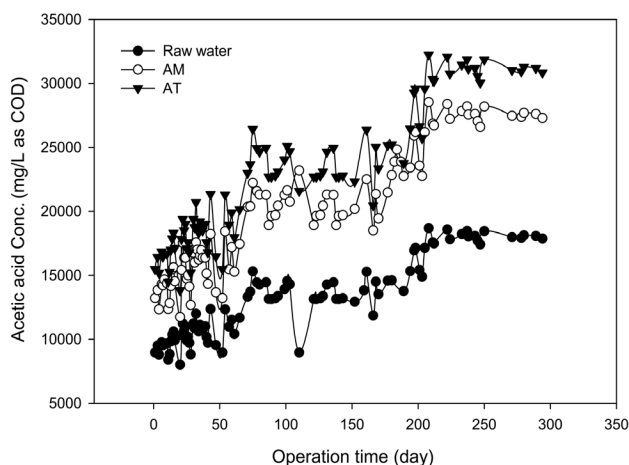 35000
30000
25000
20000
15000
10000
5000
Acetic acid Conc. (mg/L as COD)
Raw water
AM
AT
0 50 100 150 200 250 300 350
Operation time (day)